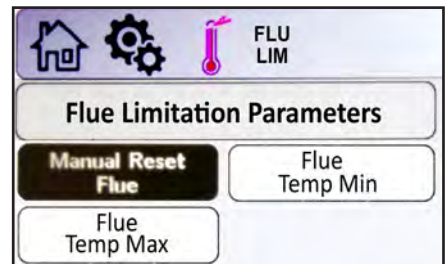 FLU
LIM
Flue Limitation Parameters
Manual Reset
Flue
Flue
Temp Min
Flue
Temp Max